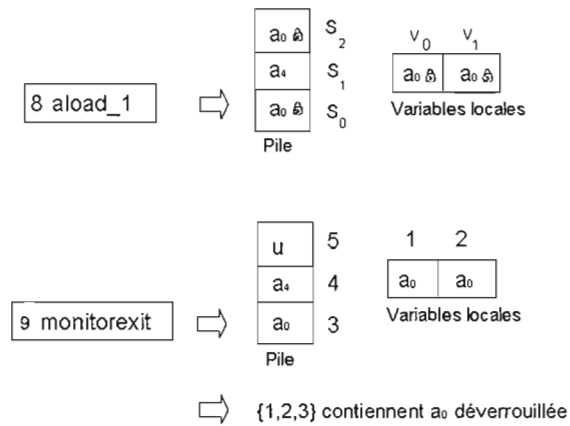 a₀ S₂
V₀ V₁
8 aload_1
a₄ S₁
a₀ a₀
a₀ S₀
Variables locales
Pile
u 5
1 2
a₄ 4
a₀ a₀
9 monitorexit
a₀ 3
Variables locales
Pile
{1,2,3} contiennent a₀ déverrouillée